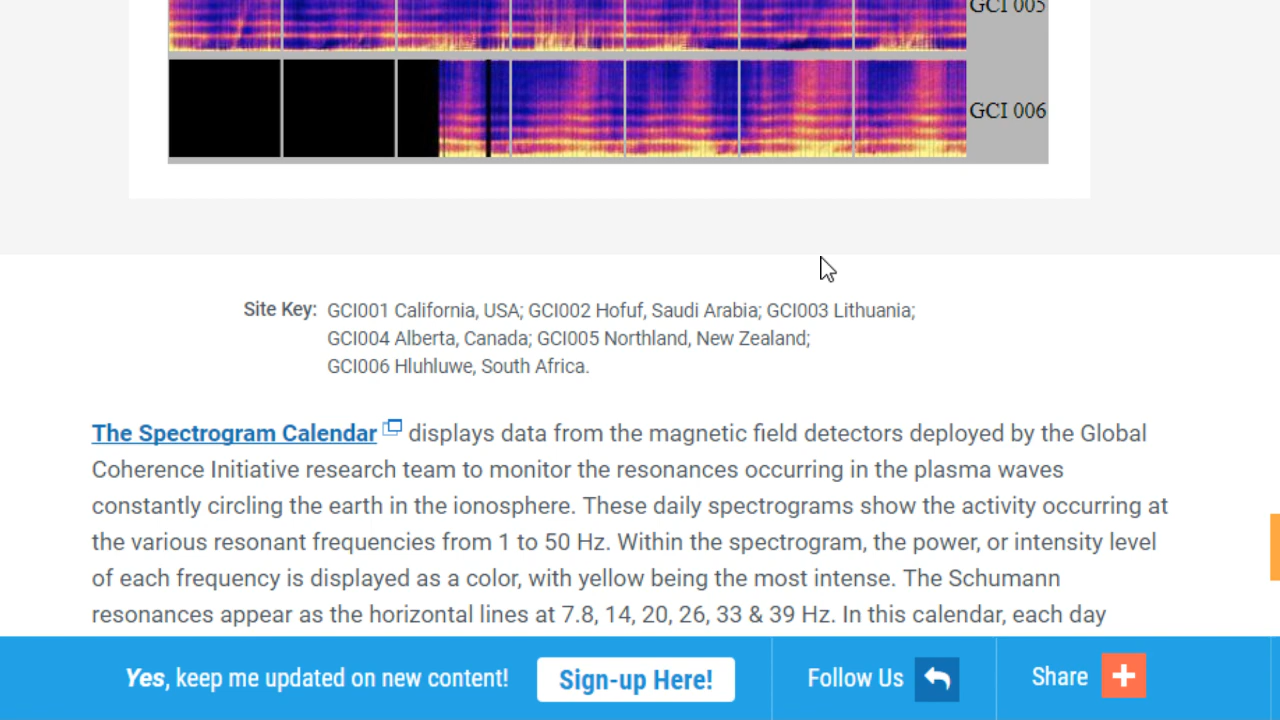 GCI 005
GCI 006
Site Key: GCI001 California, USA; GCI002 Hofuf, Saudi Arabia; GCI003 Lithuania;
GCI004 Alberta, Canada; GCI005 Northland, New Zealand;
GCI006 Hluhluwe, South Africa.
The Spectrogram Calendar displays data from the magnetic field detectors deployed by the Global
Coherence Initiative research team to monitor the resonances occurring in the plasma waves
constantly circling the earth in the ionosphere. These daily spectrograms show the activity occurring at
the various resonant frequencies from 1 to 50 Hz. Within the spectrogram, the power, or intensity level
of each frequency is displayed as a color, with yellow being the most intense. The Schumann
resonances appear as the horizontal lines at 7.8, 14, 20, 26, 33 & 39 Hz. In this calendar, each day
Yes, keep me updated on new content! Sign-up Here! Follow Us Share